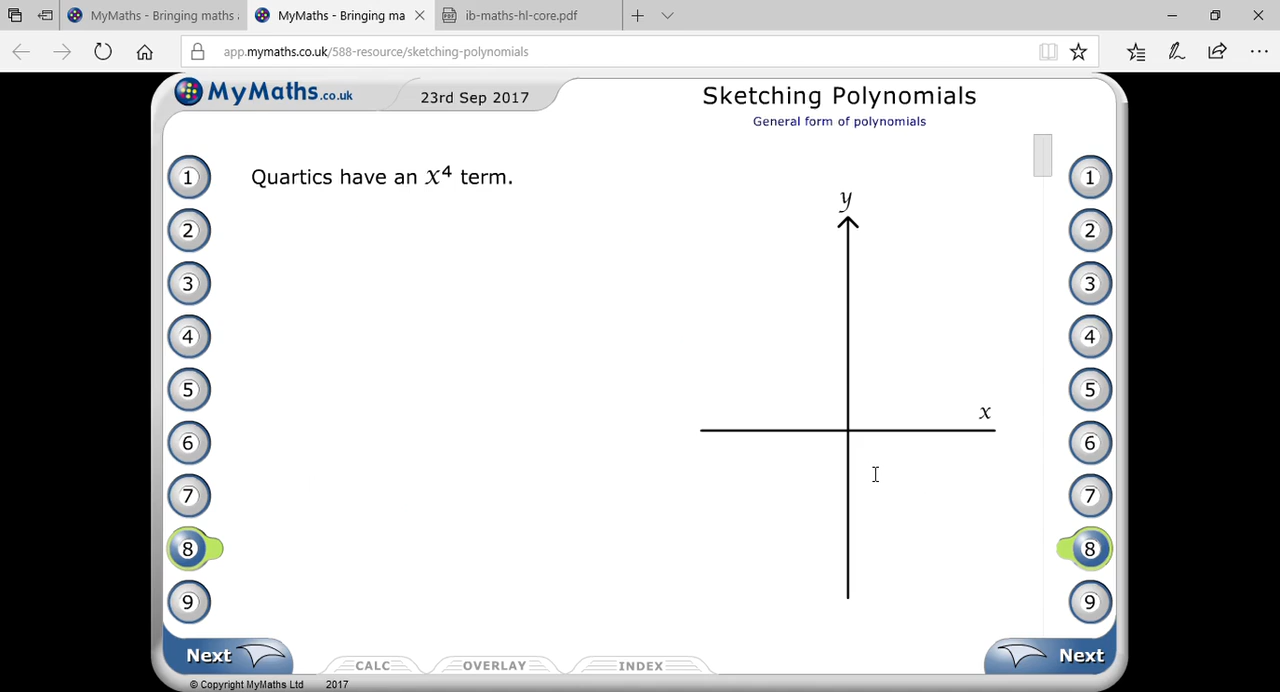 MyMaths - Bringing maths
MyMaths - Bringing ma
ib-maths-hl-core.pdf
app.mymaths.co.uk/588-resource/sketching-polynomials
MyMaths.co.uk
23rd Sep 2017
Sketching Polynomials
General form of polynomials
Quartics have an x⁴ term.
1
1
y
2
2
3
3
4
4
5
5
x
6
6
7
7
8
8
9
9
Next
CALC
OVERLAY
INDEX
Next
© Copyright MyMaths Ltd 2017